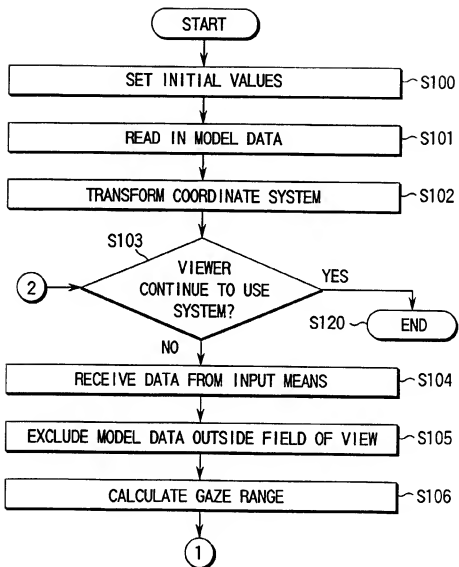 START
SET INITIAL VALUES
S100
READ IN MODEL DATA
S101
TRANSFORM COORDINATE SYSTEM
S102
S103
VIEWER
CONTINUE TO USE
SYSTEM?
YES
2
S120
END
NO
RECEIVE DATA FROM INPUT MEANS
S104
EXCLUDE MODEL DATA OUTSIDE FIELD OF VIEW
S105
CALCULATE GAZE RANGE
S106
1